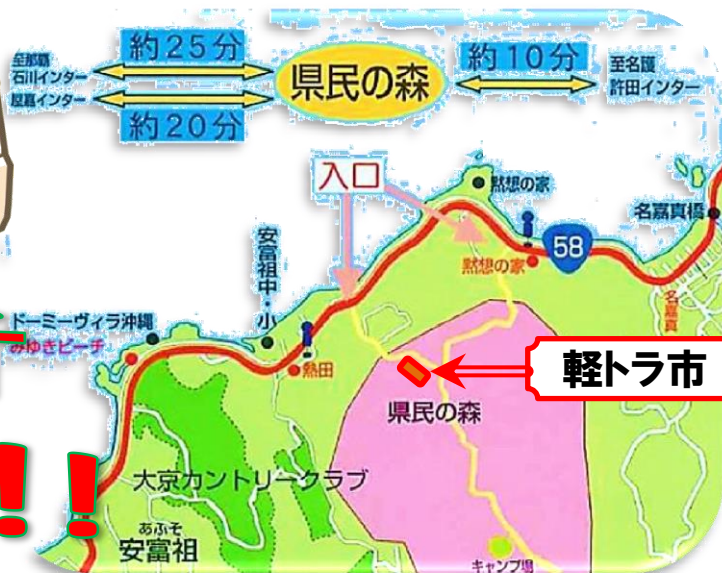 至那覇
石川インター
屋嘉インター
約25分
約20分
県民の森
約10分
至名護
許田インター
入口
黙想の家
名嘉真橋
58
黙想の家
名嘉真
安富祖中・小
ドーミーヴィラ沖縄
みゆきビーチ
熱田
軽トラ市
県民の森
大京カントリークラブ
あふそ
安富祖
キャンプ場
!!